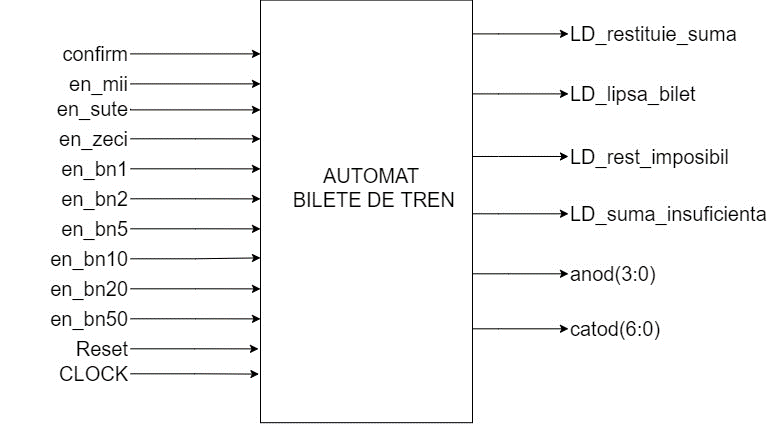 confirm
en_mii
en_sute
en_zeci
en_bn1
en_bn2
en_bn5
en_bn10
en_bn20
en_bn50
Reset
CLOCK
AUTOMAT
BILETE DE TREN
LD_restituie_suma
LD_lipsa_bilet
LD_rest_imposibil
LD_suma_insuficienta
anod(3:0)
catod(6:0)